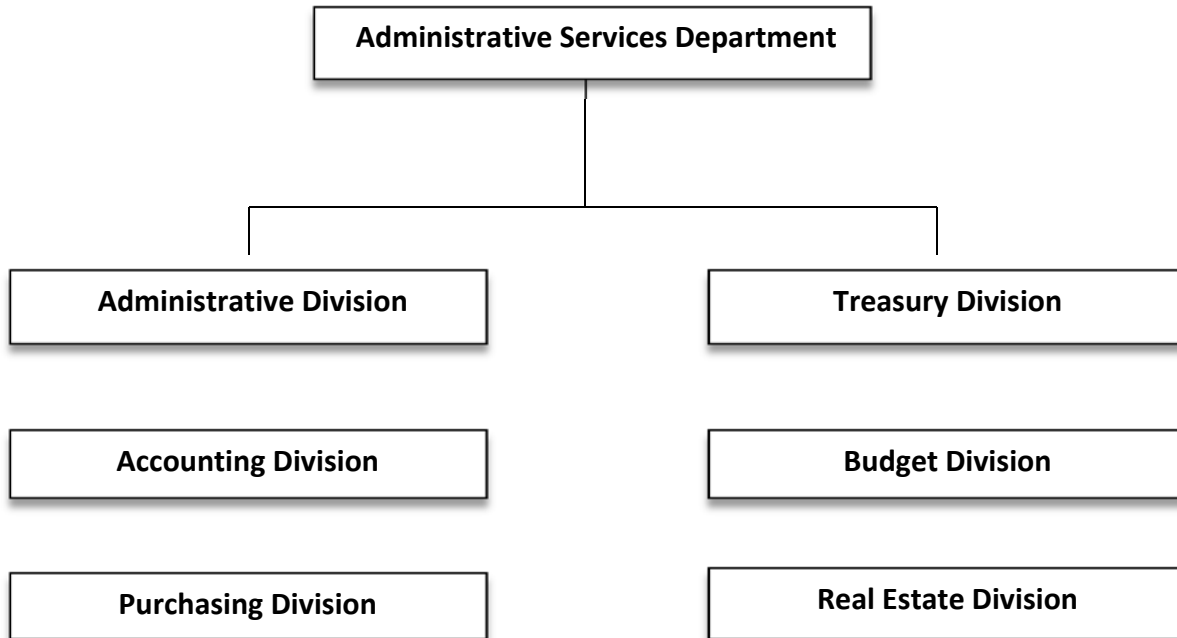 Administrative Services Department
Administrative Division
Treasury Division
Accounting Division
Budget Division
Purchasing Division
Real Estate Division